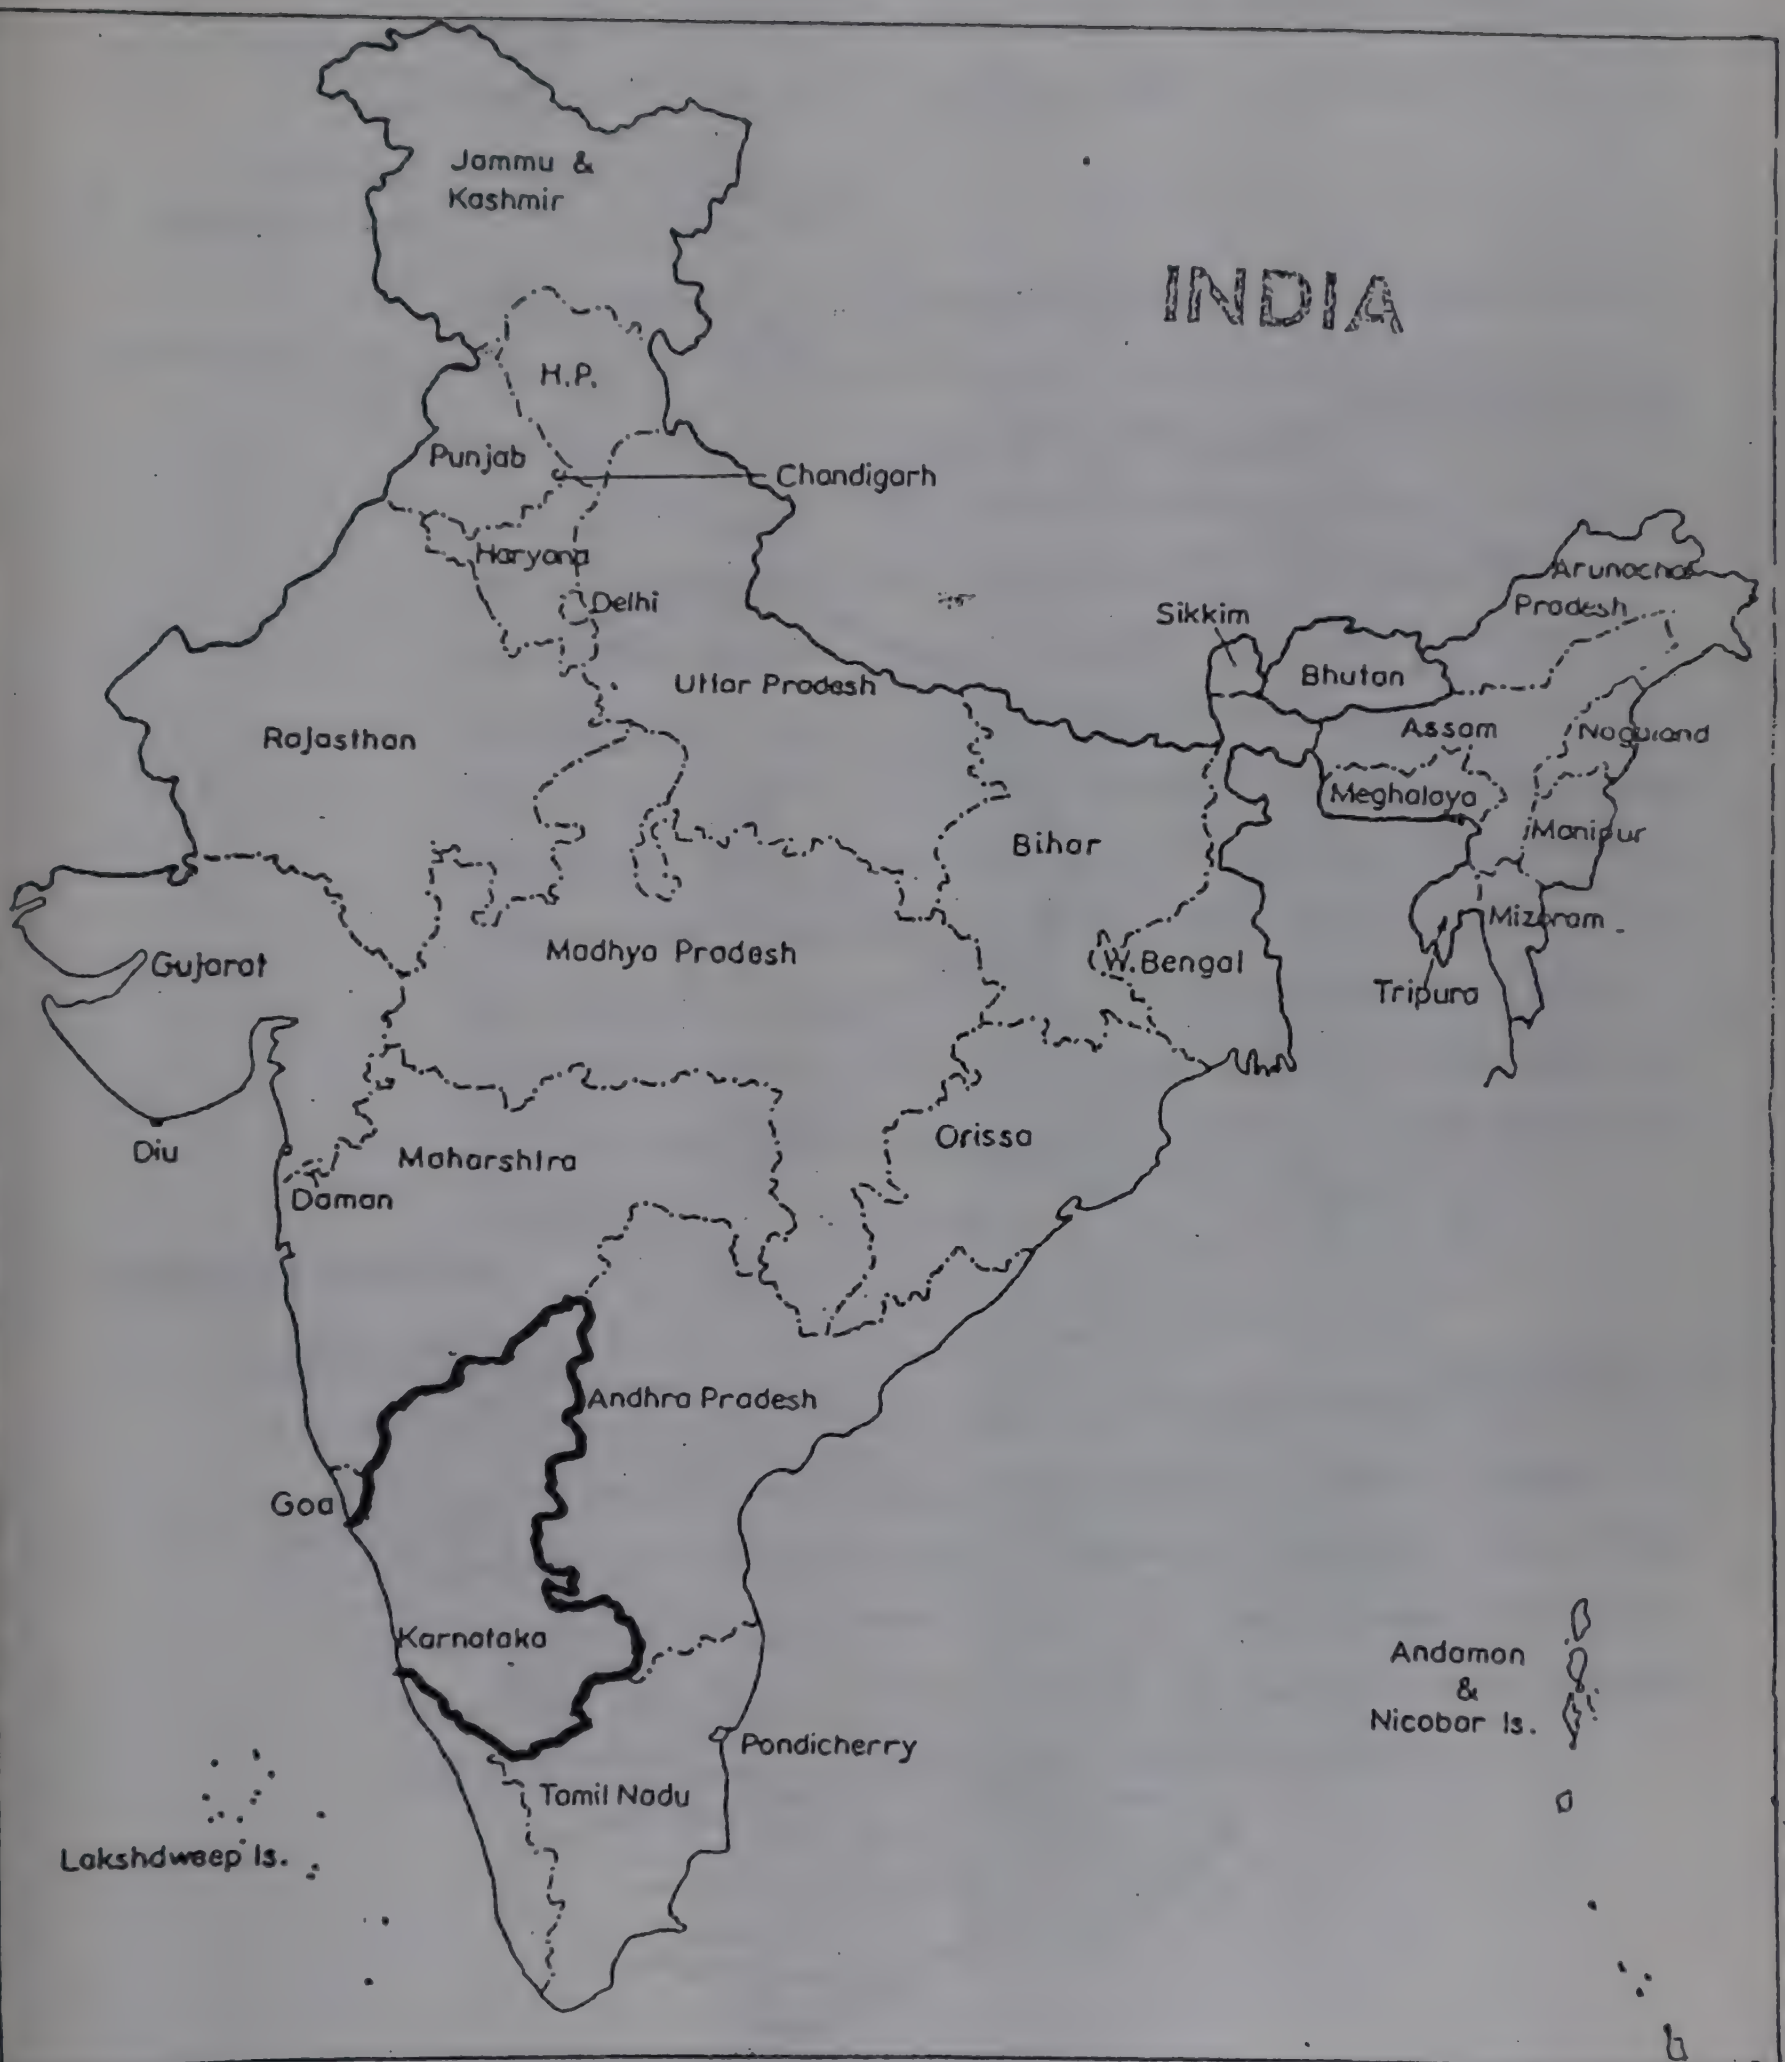 Jammu &
Kashmir
INDIA
H.P.
Punjab
Chandigarh
Haryana
Delhi
Arunachal
Pradesh
Sikkim
Bhutan
Uttar Pradesh
Rajasthan
Assam
Nagaland
Meghalaya
Manipur
Bihar
Mizoram
Madhya Pradesh
Gujarat
W. Bengal
Tripura
Diu
Maharshtra
Orissa
Daman
Andhra Pradesh
Goa
Karnataka
Andaman
&
Nicobar Is.
Pondicherry
Tamil Nadu
Lakshdweep Is.